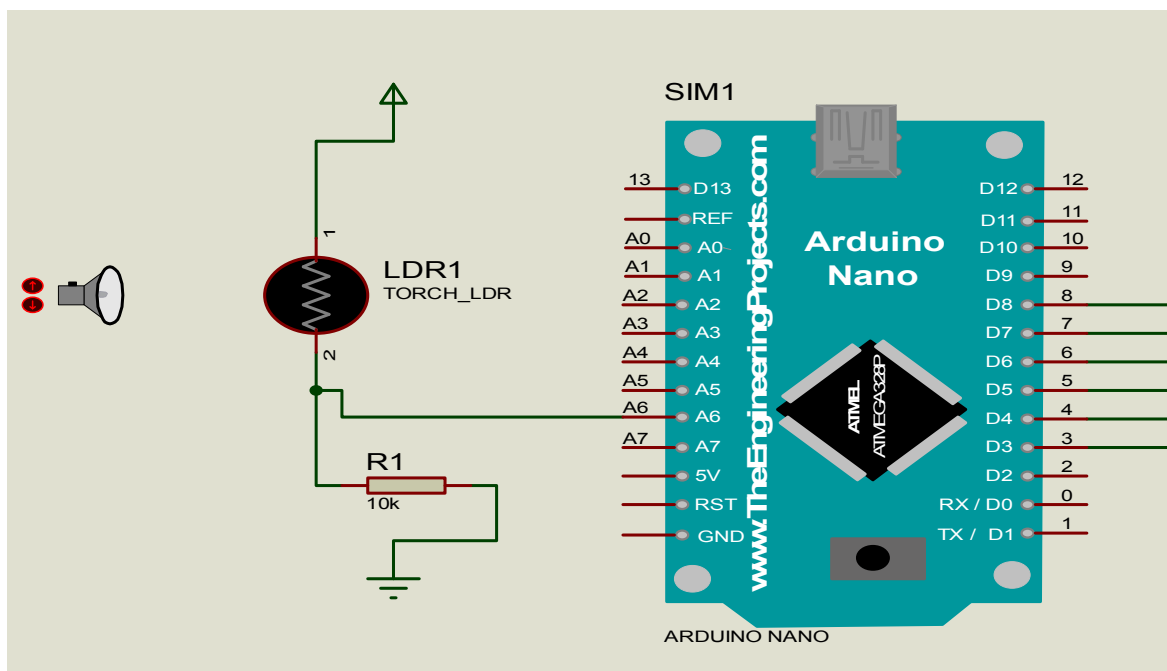 SIM1
www.TheEngineeringProjects.com
Arduino
Nano
ATMEL
ATMEGA328P
13
D13
REF
A0
A0~
A1
A1
A2
A2
A3
A3
A4
A4
A5
A5
A6
A6
A7
A7
5V
RST
GND
D12
12
D11
11
D10
10
D9
9
D8
8
D7
7
D6
6
D5
5
D4
4
D3
3
D2
2
RX / D0
0
TX / D1
1
ARDUINO NANO
1
LDR1
TORCH_LDR
2
R1
10k